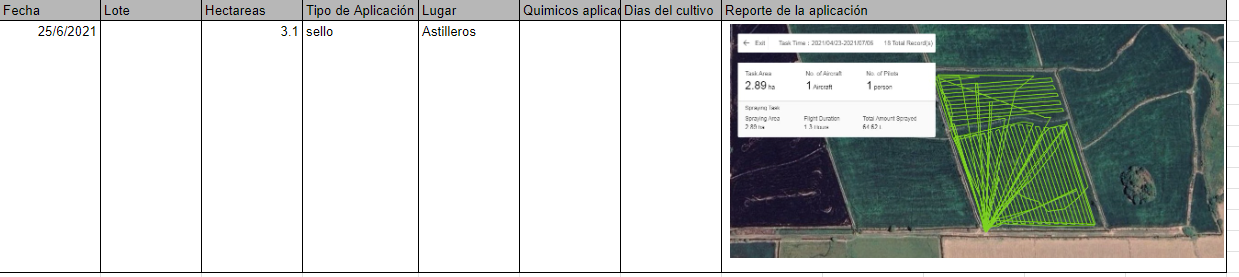 Fecha Lote Hectareas Tipo de Aplicación Lugar Quimicos aplica Dias del cultivo Reporte de la aplicación
25/6/2021 3.1 sello Astilleros
← Exit Task Time : 2021/04/23-2021/07/06 15 Total Record(s)
Task Area No. of Aircraft No. of Pilots
2.89 ha 1 Aircraft 1 person
Spraying Task
Spraying Area Flight Duration Total Amount Sprayed
2.89 ha 1.3 Hours 64.62 L